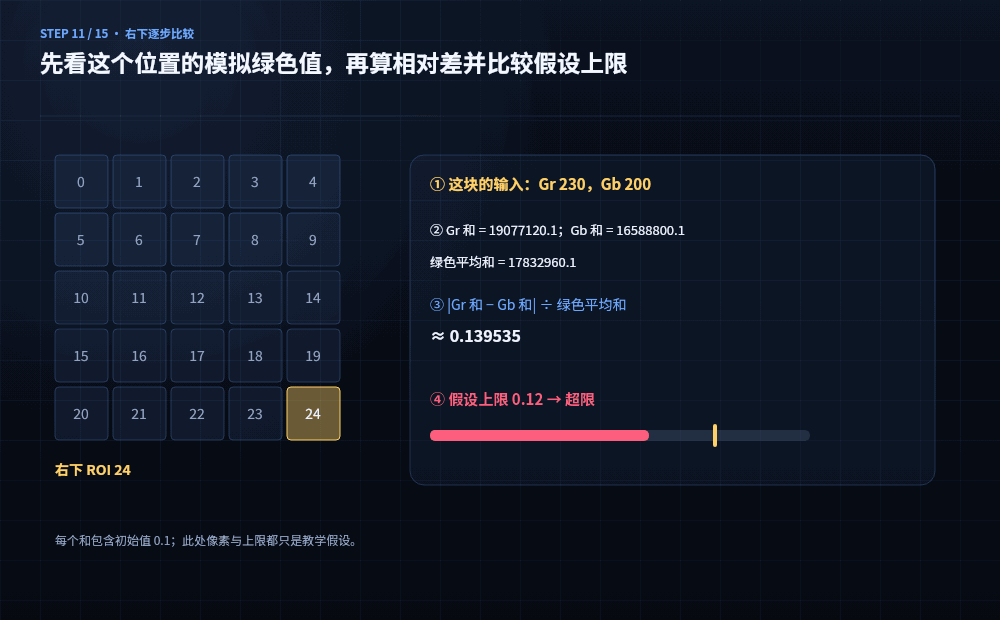 STEP 11 / 15 · 右下逐步比较
先看这个位置的模拟绿色值，再算相对差并比较假设上限
0 1 2 3 4
5 6 7 8 9
10 11 12 13 14
15 16 17 18 19
20 21 22 23 24
右下 ROI 24
① 这块的输入：Gr 230，Gb 200
② Gr 和 = 19077120.1；Gb 和 = 16588800.1
绿色平均和 = 17832960.1
③ |Gr 和 − Gb 和| ÷ 绿色平均和
≈ 0.139535
④ 假设上限 0.12 → 超限
每个和包含初始值 0.1；此处像素与上限都只是教学假设。